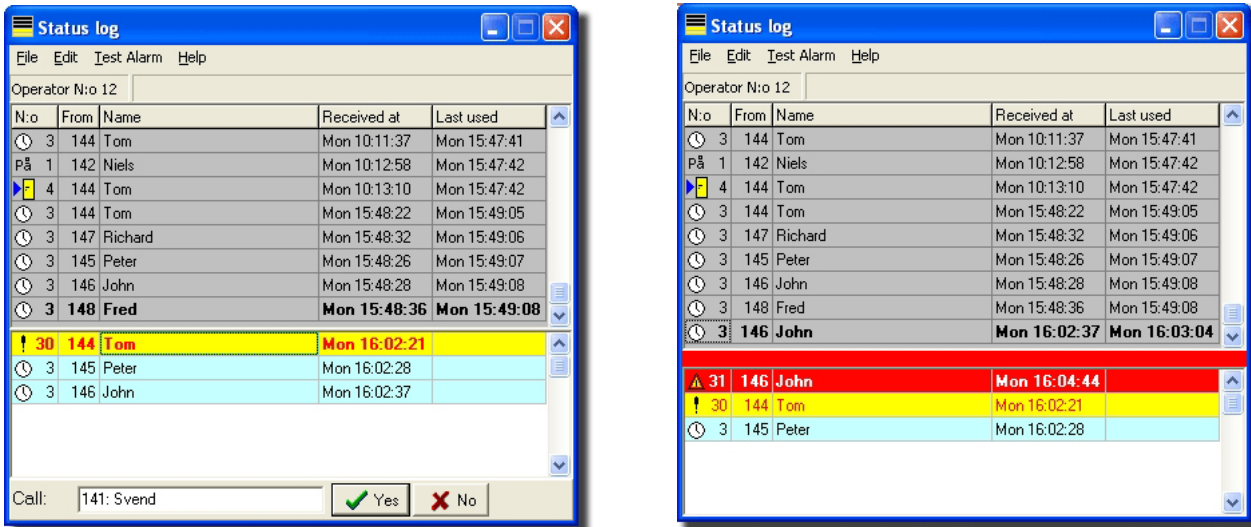 Status log
File Edit Test Alarm Help
Operator N:o 12
N:o From Name Received at Last used
3 144 Tom Mon 10:11:37 Mon 15:47:41
På 1 142 Niels Mon 10:12:58 Mon 15:47:42
4 144 Tom Mon 10:13:10 Mon 15:47:42
3 144 Tom Mon 15:48:22 Mon 15:49:05
3 147 Richard Mon 15:48:32 Mon 15:49:06
3 145 Peter Mon 15:48:26 Mon 15:49:07
3 146 John Mon 15:48:28 Mon 15:49:08
3 148 Fred Mon 15:48:36 Mon 15:49:08
30 144 Tom Mon 16:02:21
3 145 Peter Mon 16:02:28
3 146 John Mon 16:02:37
Call: 141: Svend Yes No
Status log
File Edit Test Alarm Help
Operator N:o 12
N:o From Name Received at Last used
3 144 Tom Mon 10:11:37 Mon 15:47:41
På 1 142 Niels Mon 10:12:58 Mon 15:47:42
4 144 Tom Mon 10:13:10 Mon 15:47:42
3 144 Tom Mon 15:48:22 Mon 15:49:05
3 147 Richard Mon 15:48:32 Mon 15:49:06
3 145 Peter Mon 15:48:26 Mon 15:49:07
3 146 John Mon 15:48:28 Mon 15:49:08
3 148 Fred Mon 15:48:36 Mon 15:49:08
3 146 John Mon 16:02:37 Mon 16:03:04
31 146 John Mon 16:04:44
30 144 Tom Mon 16:02:21
3 145 Peter Mon 16:02:28